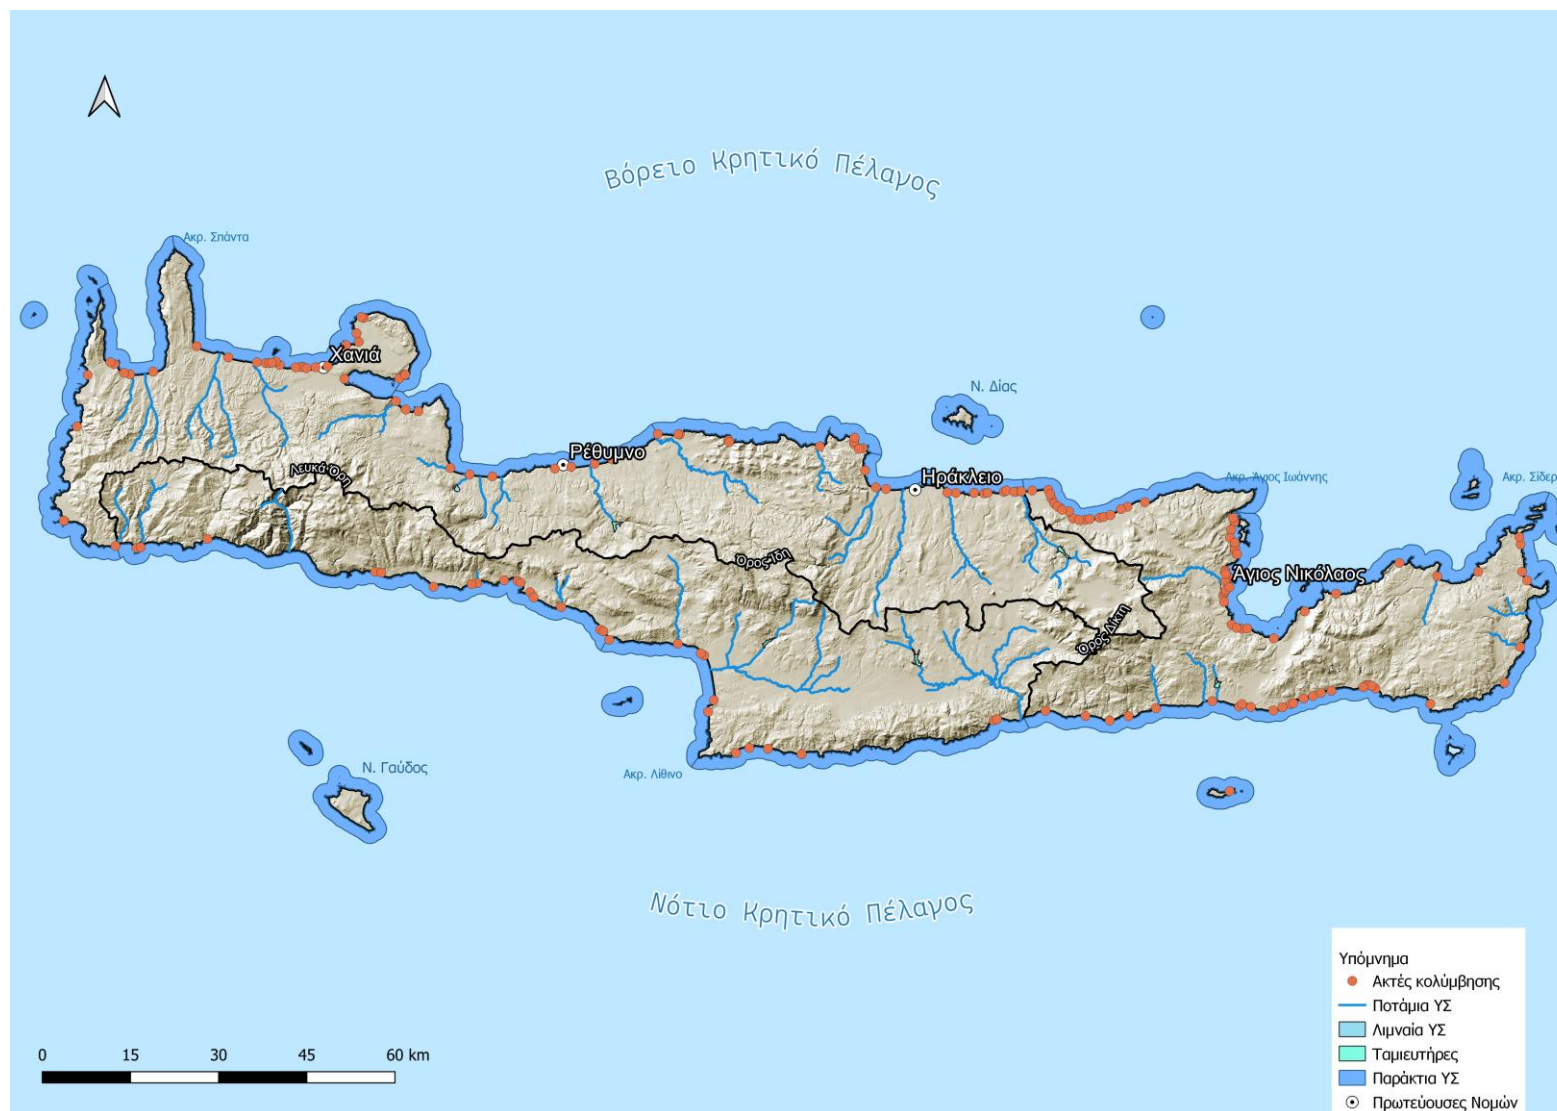 Βόρειο Κρητικό Πέλαγος
Ακρ. Σπάντα
Χανιά
Ν. Δίας
Ρέθυμνο
Λευκά Όρη
Ηράκλειο
Ακρ. Άγιος Ιωάννης
Ακρ. Σίδερ
Όρος Ίδη
Άγιος Νικόλαος
Όρος Δίκτη
Ν. Γαύδος
Ακρ. Λίθινο
Νότιο Κρητικό Πέλαγος
Υπόμνημα
Ακτές κολύμβησης
Ποτάμια ΥΣ
Λιμναία ΥΣ
Ταμιευτήρες
Παράκτια ΥΣ
Πρωτεύουσες Νομών
0 15 30 45 60 km